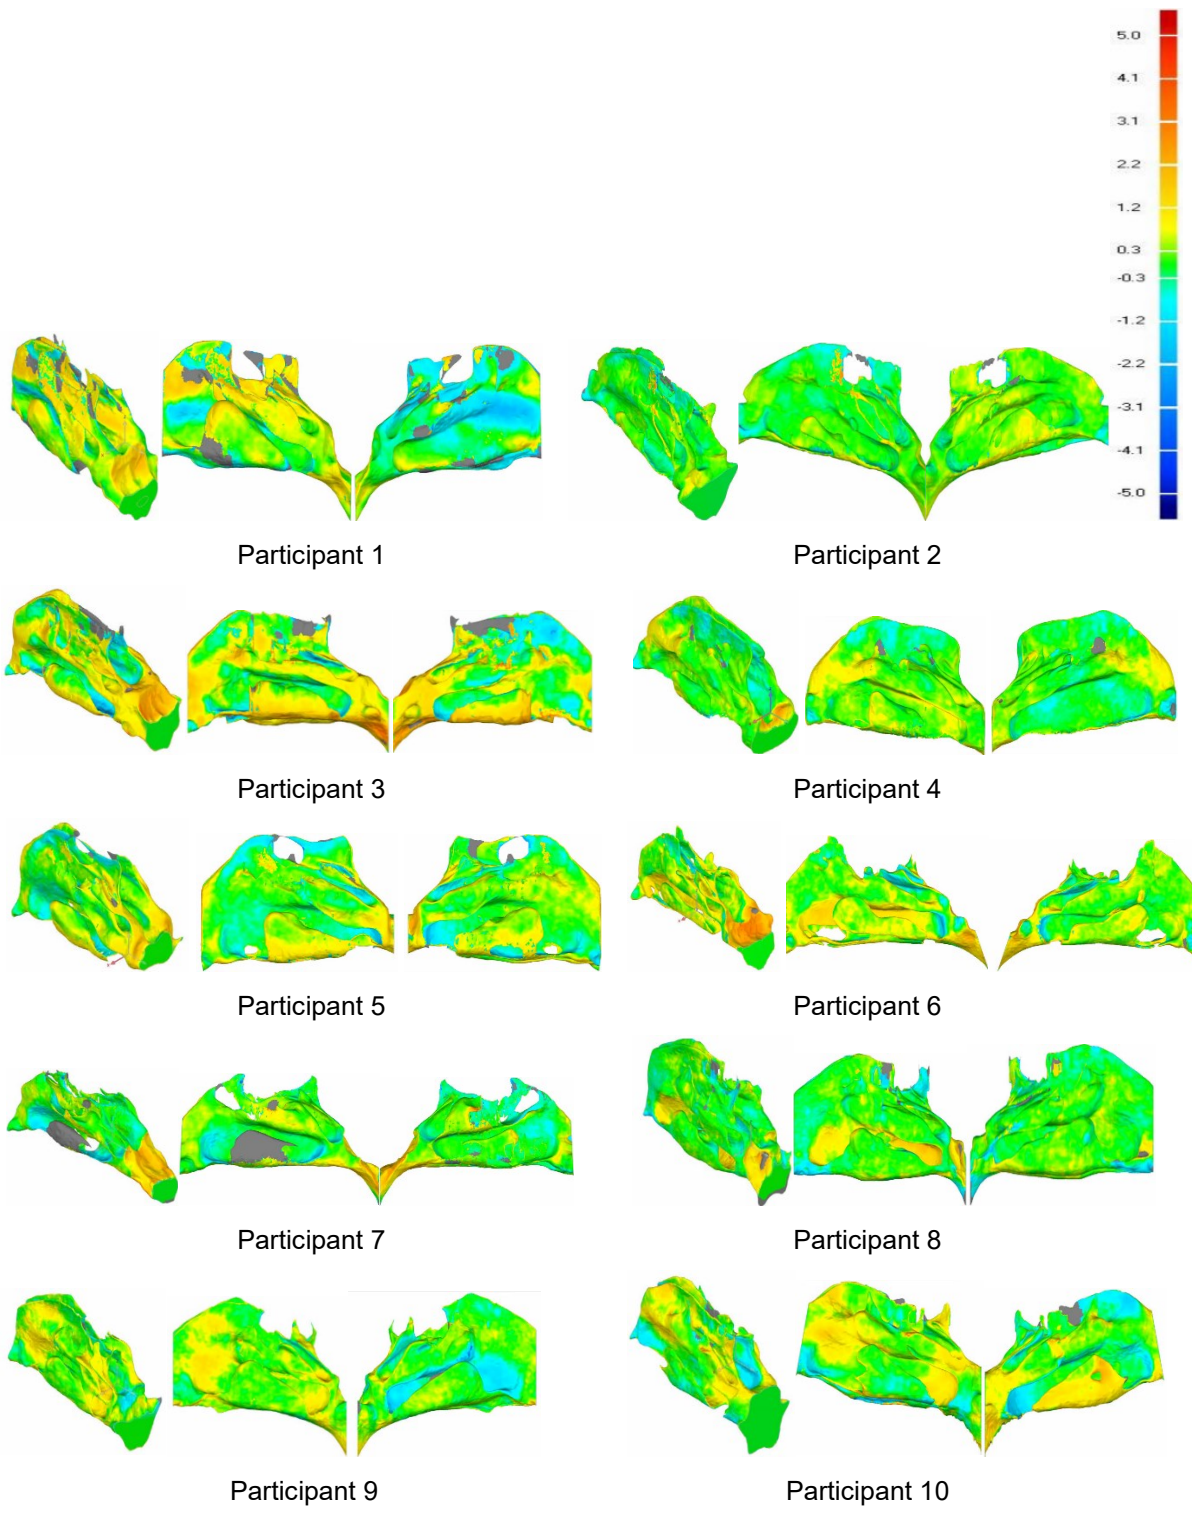 5.0
4.1
3.1
2.2
1.2
0.3
-0.3
-1.2
-2.2
-3.1
-4.1
-5.0
Participant 1
Participant 2
Participant 3
Participant 4
Participant 5
Participant 6
Participant 7
Participant 8
Participant 9
Participant 10